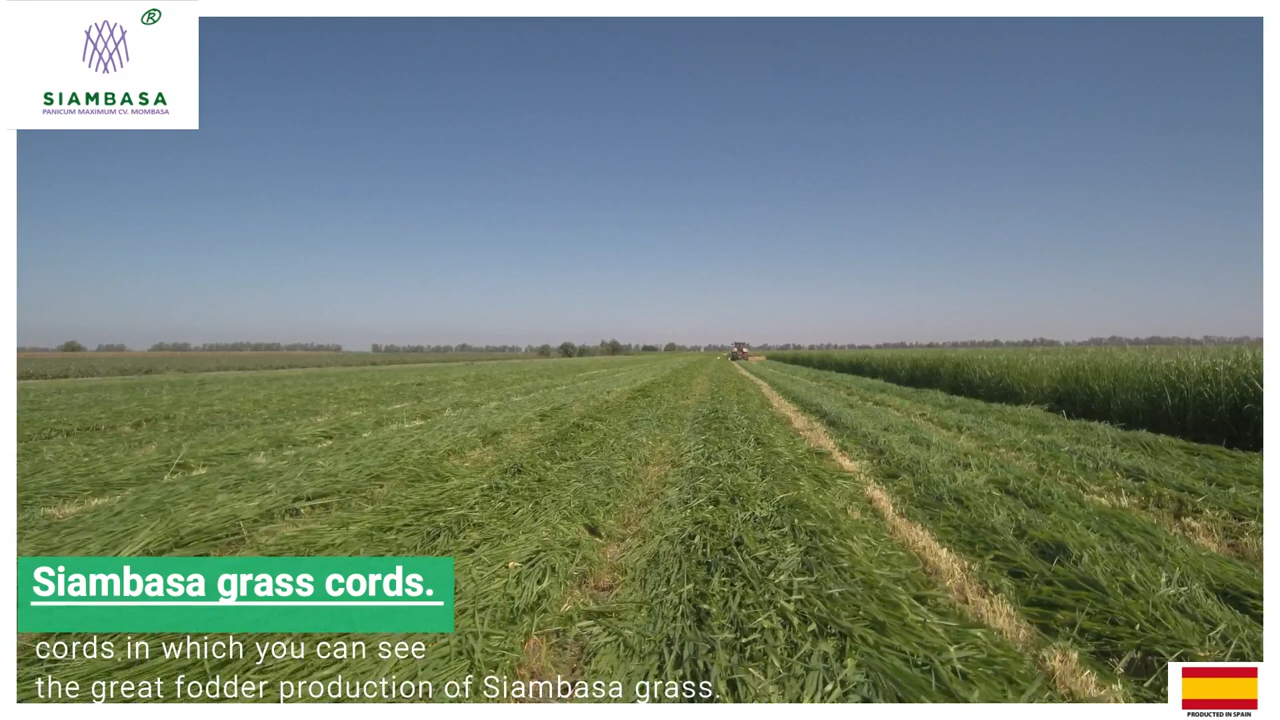 ®
SIAMBASA
PANICUM MAXIMUM CV. MOMBASA
Siambasa grass cords.
cords in which you can see
the great fodder production of Siambasa grass.
PRODUCTED IN SPAIN